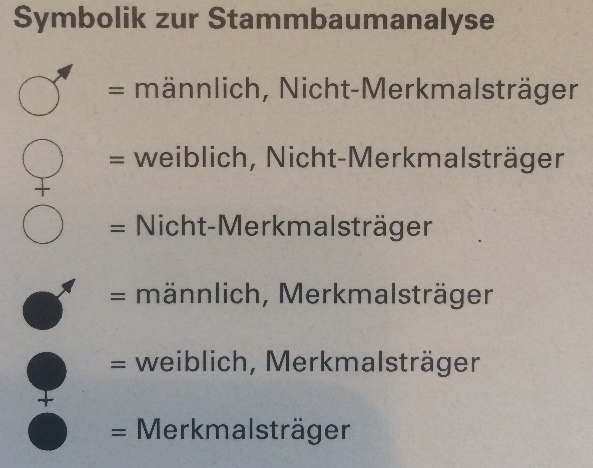 Symbolik zur Stammbaumanalyse
= männlich, Nicht-Merkmalsträger
= weiblich, Nicht-Merkmalsträger
= Nicht-Merkmalsträger
= männlich, Merkmalsträger
= weiblich, Merkmalsträger
= Merkmalsträger